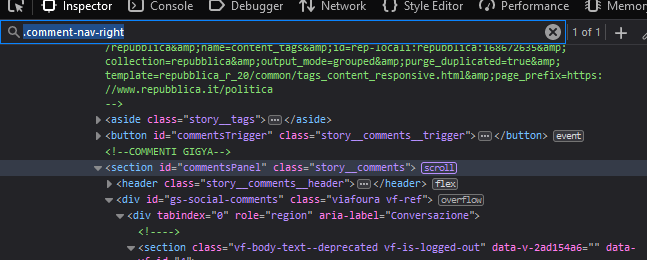 Inspector
Console
Debugger
Network
Style Editor
Performance
Memory
.comment-nav-right
1 of 1
/repubblica&amp;name=content_tags&amp;id=rep-locali:repubblica:16867263​5&amp;
collection=repubblica&amp;output_mode=grouped&amp;purge_duplicated=true&amp;
template=repubblica_r_20/common/tags_content_responsive.html&amp;page_prefix=https:
//www.repubblica.it/politica
-->
<aside class="story__tags"></aside>
<button id="commentsTrigger" class="story__comments__trigger"></button> event
<!--COMMENTI GIGYA-->
<section id="commentsPanel" class="story__comments"> scroll
<header class="story__comments__header"></header> flex
<div id="gs-social-comments" class="viafoura vf-ref"> overflow
<div tabindex="0" role="region" aria-label="Conversazione">
<!---->
<section class="vf-body-text--deprecated vf-is-logged-out" data-v-2ad154a6="" data-